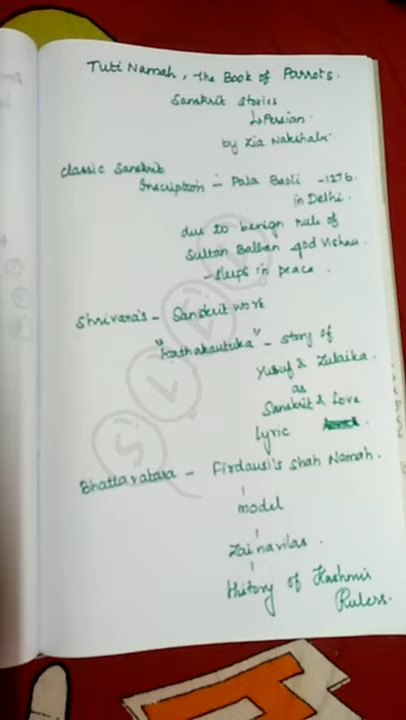 Tuti Namah, the Book of Parrots.
Sanskrit stories
↳ Persian.
by Zia Nakshabi
classic Sanskrit
Inscription - Pala Baoli - 1276
in Delhi.
due to benign rule of
Sultan Balban god Vishnu
- sleeps in peace.
Shrivara's - Sanskrit work
"Kathakautuka" - story of
Yusuf & Zulaika.
as
Sanskrit & Love
lyric
Bhattavatara - Firdausi's Shah Namah.
model
Zainavilas.
History of Kashmir
Rulers.